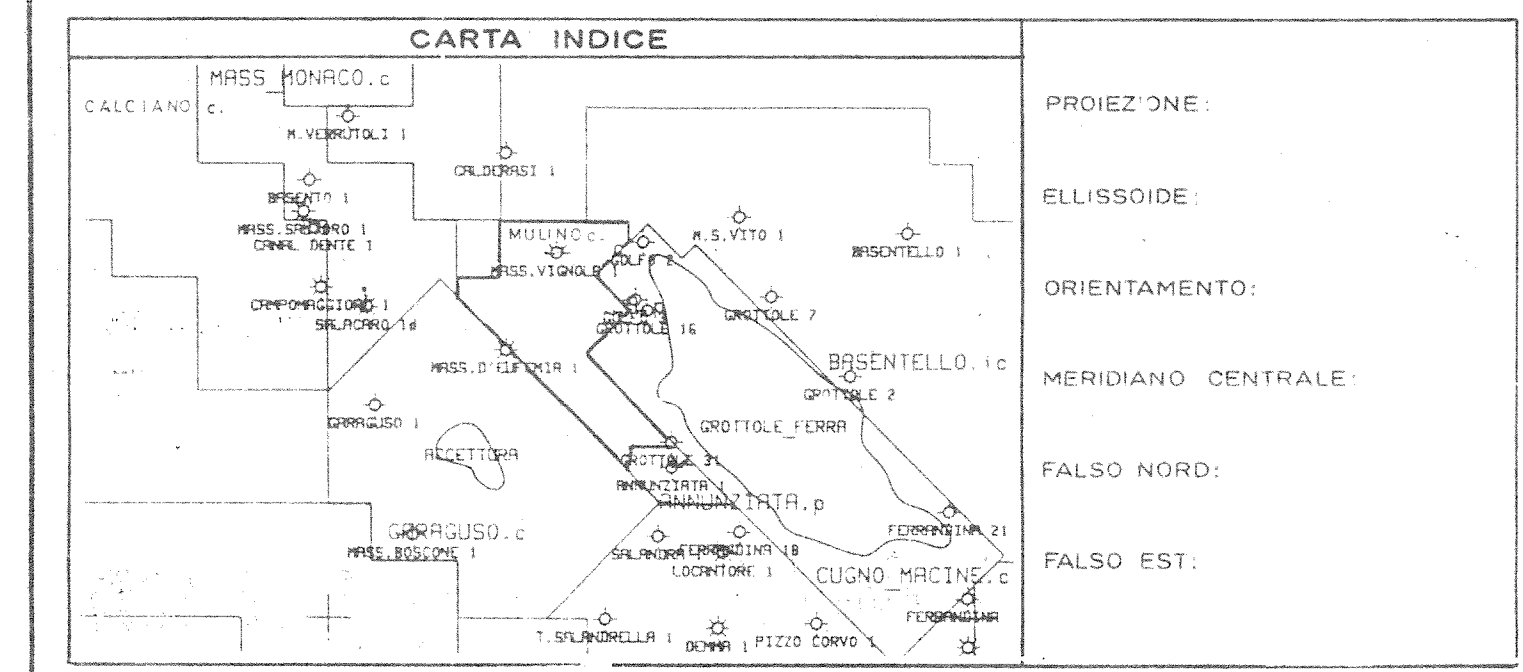 CARTA INDICE
MASS_MONACO.c
CALCIANO c.
M.VERRUTOLI 1
CALDERASI 1
BASENTO 1
MASS.SANTORO 1
CANAL DENTE 1
MULINO c.
M.S.VITO 1
BASENTELLO 1
GOLFO 2
MASS.VIGNOLA 1
CAMPOMAGGIORE 1
SALACARO 1d
GROTTOLE 7
GROTTOLE 16
MASS.D'EUFEMIA 1
BASENTELLO.ic
GROTTOLE 2
GARAGUSO 1
GROTTOLE_FERRA
ACCETTURA
GROTTOLE 31
ANNUNZIATA 1
ANNUNZIATA.p
GARAGUSO.c
MASS.BOSCONE 1
FERRANDINA 21
SALANDRA 1
FERRANDINA 18
LOCANTORE 1
CUGNO_MACINE.c
FERRANDINA
T.SALANDRELLA 1
DEMMA 1
PIZZO CORVO 1
PROIEZIONE:
ELLISSOIDE:
ORIENTAMENTO:
MERIDIANO CENTRALE:
FALSO NORD:
FALSO EST: